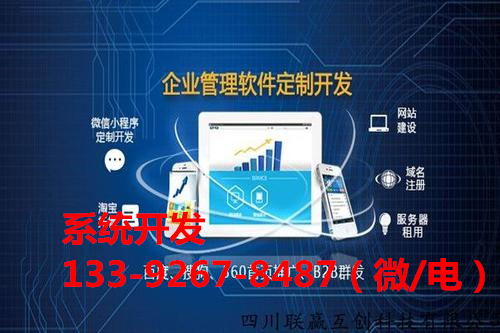 企业管理软件定制开发
微信小程序
定制开发
网站
建设
域名
注册
淘宝
服务器
租用
系统开发
133-9267-8487（微/电）
四川联赢互创科技有限公